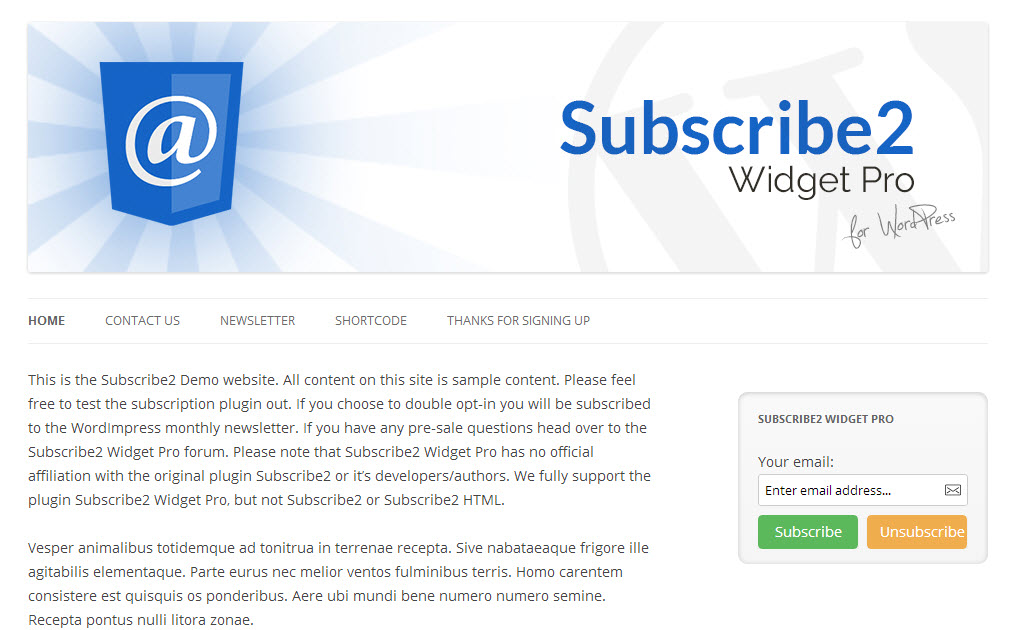 @
Subscribe2
Widget Pro
for WordPress
HOME CONTACT US NEWSLETTER SHORTCODE THANKS FOR SIGNING UP
This is the Subscribe2 Demo website. All content on this site is sample content. Please feel
free to test the subscription plugin out. If you choose to double opt-in you will be subscribed
to the WordImpress monthly newsletter. If you have any pre-sale questions head over to the
Subscribe2 Widget Pro forum. Please note that Subscribe2 Widget Pro has no official
affiliation with the original plugin Subscribe2 or it's developers/authors. We fully support the
plugin Subscribe2 Widget Pro, but not Subscribe2 or Subscribe2 HTML.
Vesper animalibus totidemque ad tonitrua in terrenae recepta. Sive nabataeaque frigore ille
agitabilis elementaque. Parte eurus nec melior ventos fulminibus terris. Homo carentem
consistere est quisquis os ponderibus. Aere ubi mundi bene numero numero semine.
Recepta pontus nulli litora zonae.
SUBSCRIBE2 WIDGET PRO
Your email:
Enter email address...
Subscribe Unsubscribe